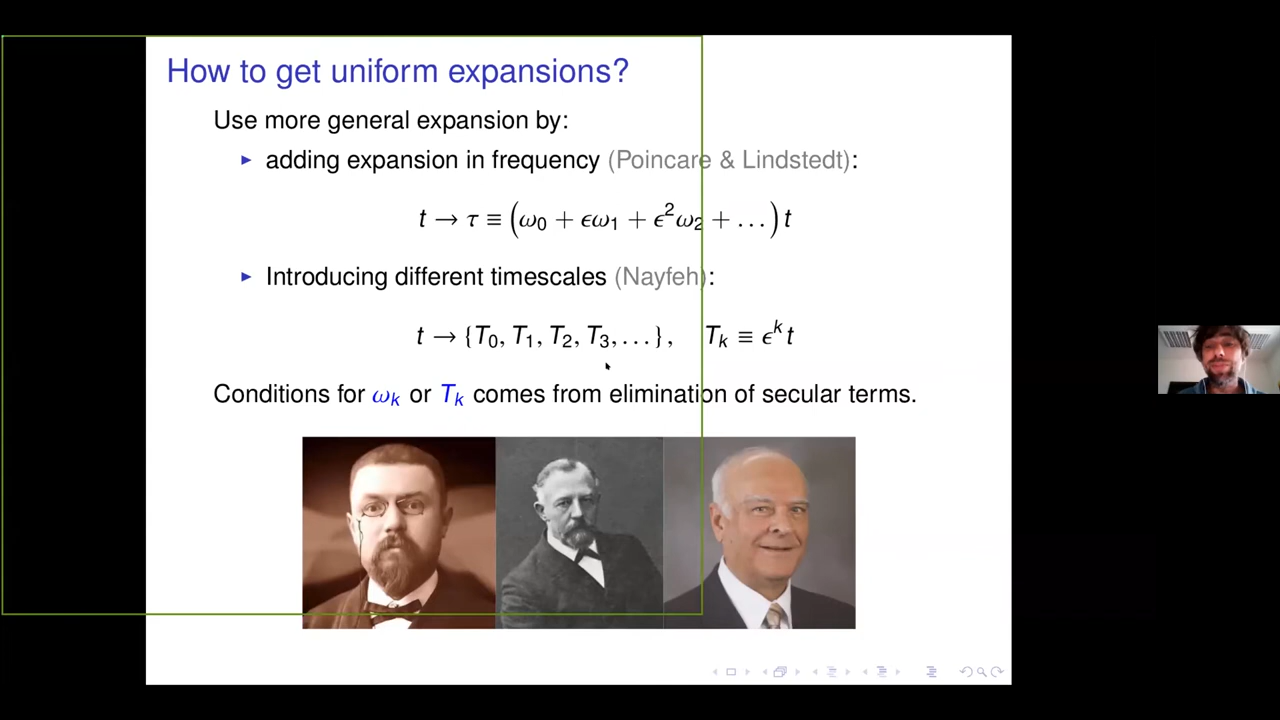 How to get uniform expansions?
Use more general expansion by:
▶ adding expansion in frequency (Poincare & Lindstedt):
t → τ ≡ (ω₀ + ϵω₁ + ϵ²ω₂ + ...) t
▶ Introducing different timescales (Nayfeh):
t → {T₀, T₁, T₂, T₃, ...}, Tₖ ≡ ϵᵏt
Conditions for ωₖ or Tₖ comes from elimination of secular terms.